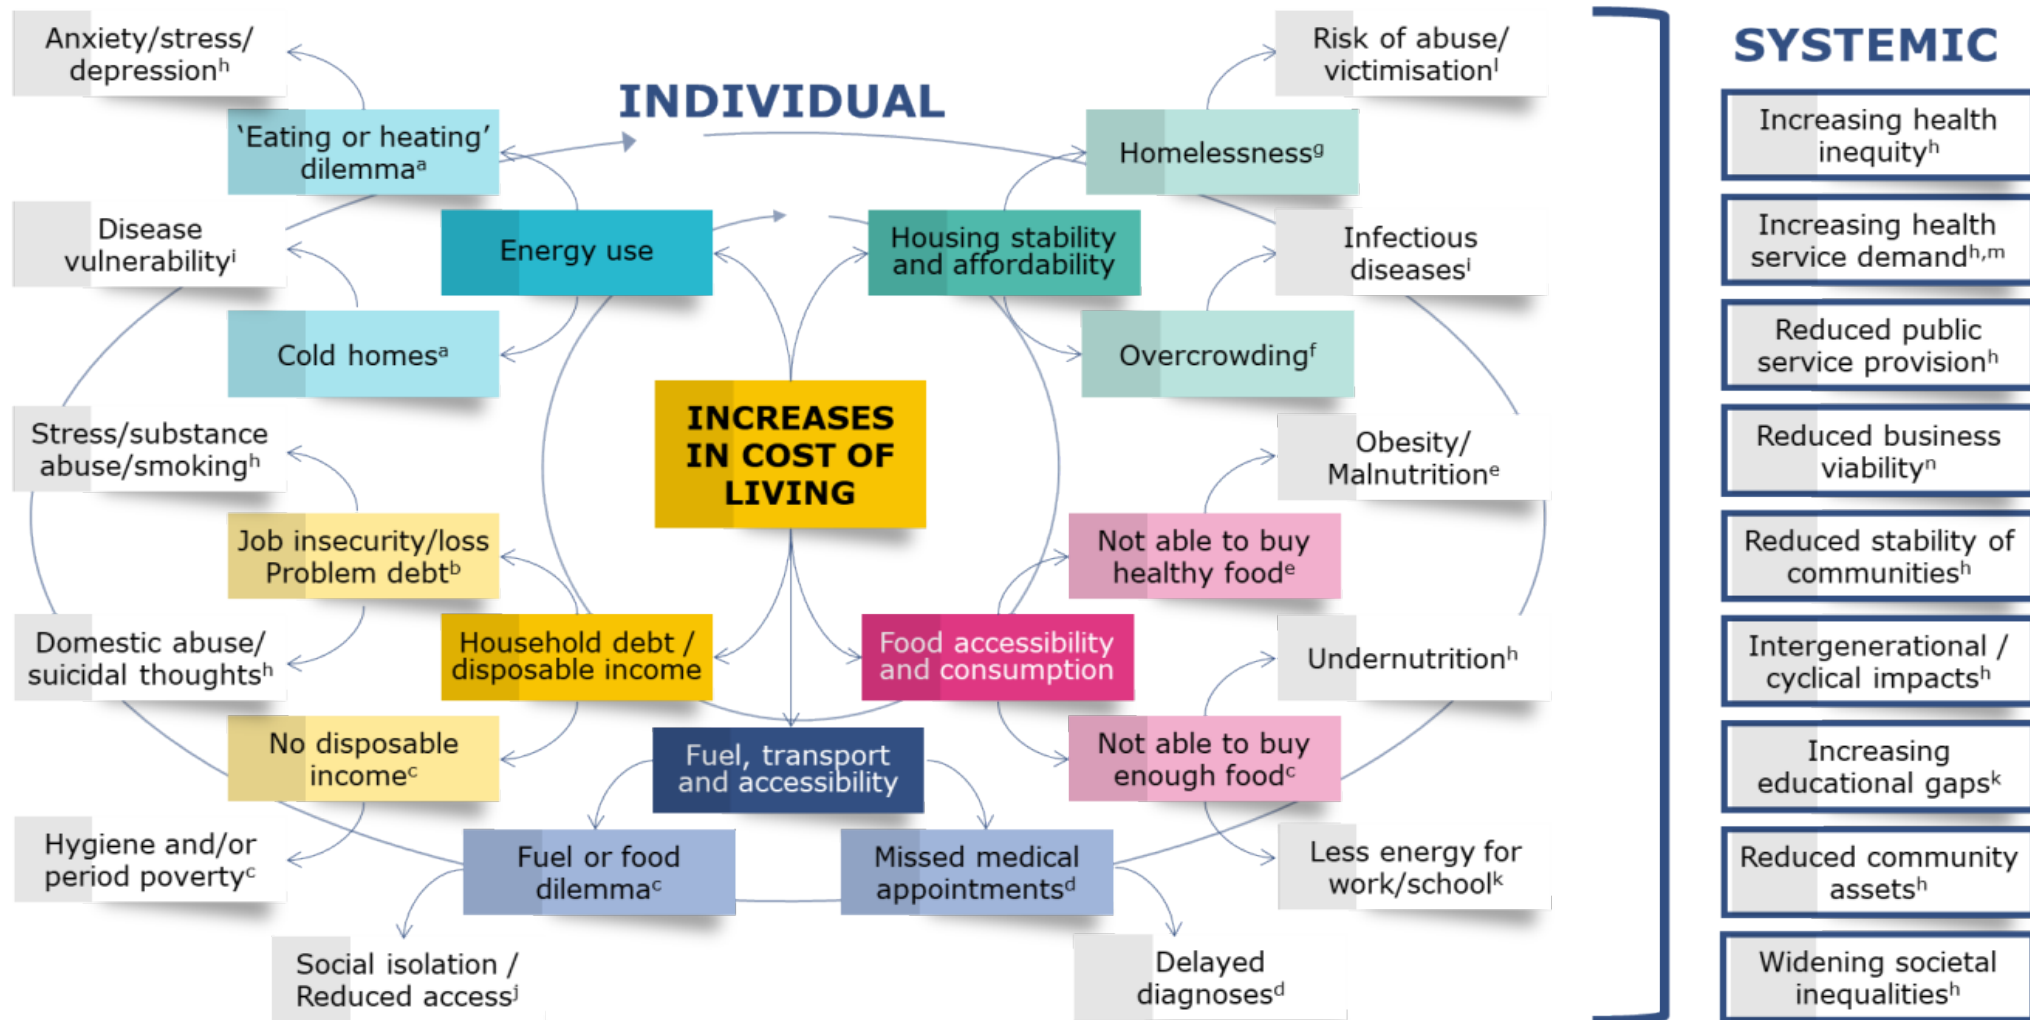 Anxiety/stress/
depressionʰ
INDIVIDUAL
Risk of abuse/
victimisationˡ
SYSTEMIC
‘Eating or heating’
dilemmaᵃ
Homelessnessᵍ
Increasing health
inequityʰ
Disease
vulnerabilityⁱ
Energy use
Housing stability
and affordability
Infectious
diseasesⁱ
Increasing health
service demandʰ,ᵐ
Cold homesᵃ
Overcrowdingᶠ
Reduced public
service provisionʰ
INCREASES
IN COST OF
LIVING
Stress/substance
abuse/smokingʰ
Obesity/
Malnutritionᵉ
Reduced business
viabilityⁿ
Job insecurity/loss
Problem debtᵇ
Not able to buy
healthy foodᵉ
Reduced stability of
communitiesʰ
Domestic abuse/
suicidal thoughtsʰ
Household debt /
disposable income
Food accessibility
and consumption
Undernutritionʰ
Intergenerational /
cyclical impactsʰ
No disposable
incomeᶜ
Fuel, transport
and accessibility
Not able to buy
enough foodᶜ
Increasing
educational gapsᵏ
Hygiene and/or
period povertyᶜ
Fuel or food
dilemmaᶜ
Missed medical
appointmentsᵈ
Less energy for
work/schoolᵏ
Reduced community
assetsʰ
Social isolation /
Reduced accessʲ
Delayed
diagnosesᵈ
Widening societal
inequalitiesʰ